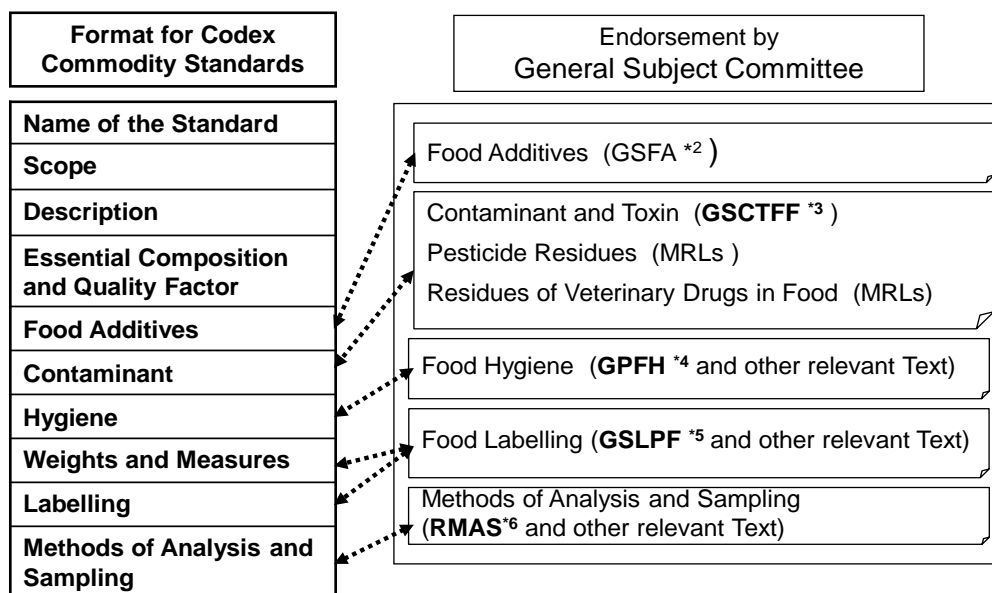 Format for Codex
Commodity Standards
Endorsement by
General Subject Committee
Name of the Standard
Scope
Description
Essential Composition
and Quality Factor
Food Additives
Contaminant
Hygiene
Weights and Measures
Labelling
Methods of Analysis and
Sampling
Food Additives (GSFA *2 )
Contaminant and Toxin (GSCTFF *3 )
Pesticide Residues (MRLs )
Residues of Veterinary Drugs in Food (MRLs)
Food Hygiene (GPFH *4 and other relevant Text)
Food Labelling (GSLPF *5 and other relevant Text)
Methods of Analysis and Sampling
(RMAS*6 and other relevant Text)